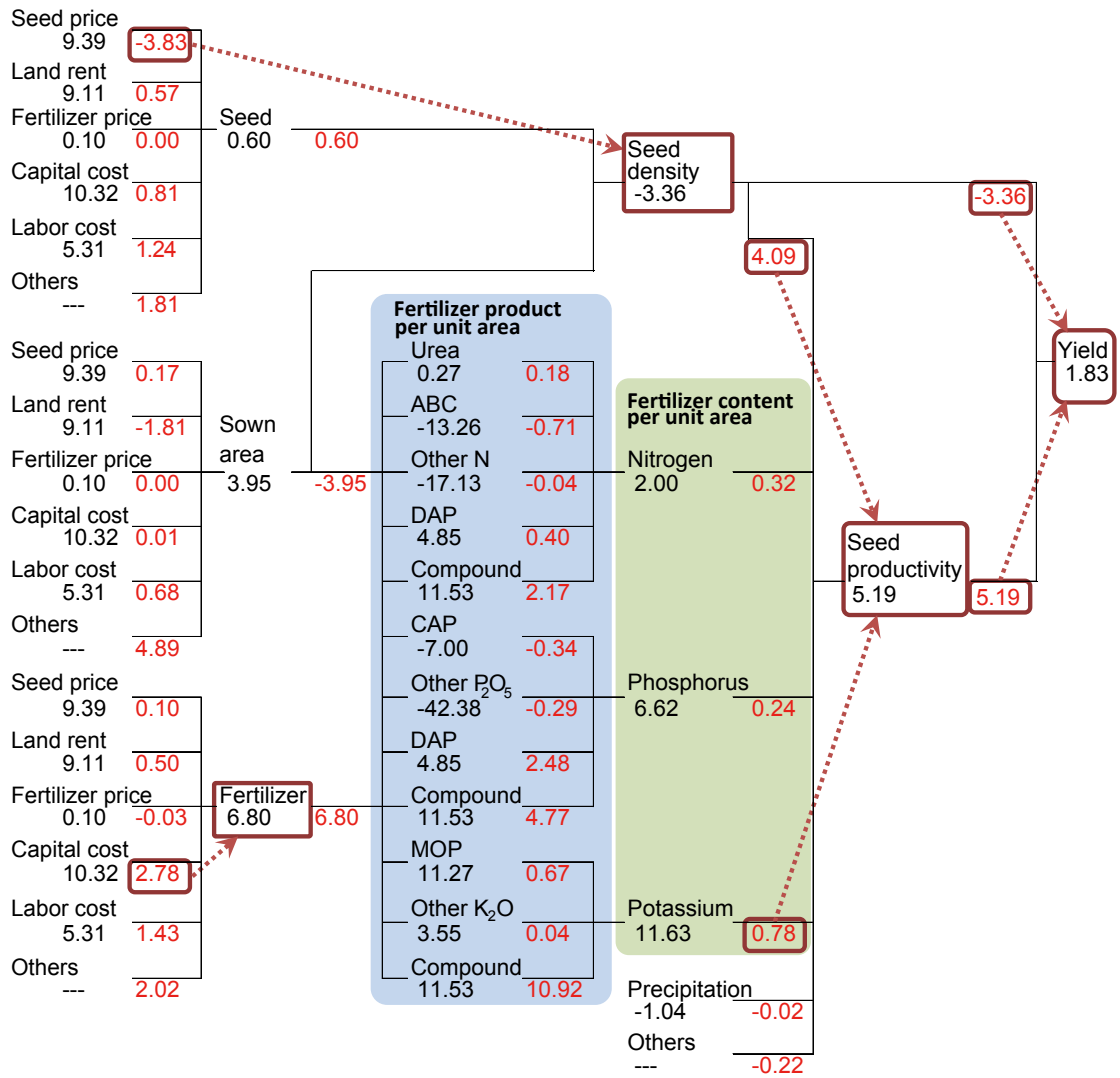 Seed price
9.39 -3.83
Land rent
9.11 0.57
Fertilizer price
0.10 0.00
Capital cost
10.32 0.81
Labor cost
5.31 1.24
Others
--- 1.81
Seed
0.60 0.60
Seed price
9.39 0.17
Land rent
9.11 -1.81
Fertilizer price
0.10 0.00
Capital cost
10.32 0.01
Labor cost
5.31 0.68
Others
--- 4.89
Sown
area
3.95 -3.95
Seed price
9.39 0.10
Land rent
9.11 0.50
Fertilizer price
0.10 -0.03
Capital cost
10.32 2.78
Labor cost
5.31 1.43
Others
--- 2.02
Fertilizer
6.80 6.80
Fertilizer product
per unit area
Urea
0.27 0.18
ABC
-13.26 -0.71
Other N
-17.13 -0.04
DAP
4.85 0.40
Compound
11.53 2.17
CAP
-7.00 -0.34
Other P₂O₅
-42.38 -0.29
DAP
4.85 2.48
Compound
11.53 4.77
MOP
11.27 0.67
Other K₂O
3.55 0.04
Compound
11.53 10.92
Fertilizer content
per unit area
Nitrogen
2.00 0.32
Phosphorus
6.62 0.24
Potassium
11.63 0.78
Precipitation
-1.04 -0.02
Others
--- -0.22
Seed
density
-3.36
4.09
-3.36
Seed
productivity
5.19 5.19
Yield
1.83